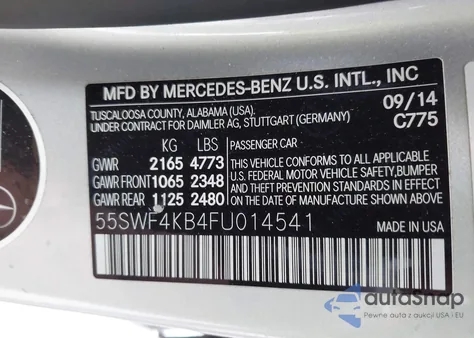 MFD BY MERCEDES-BENZ U.S. INTL., INC
TUSCALOOSA COUNTY, ALABAMA (USA). 09/14
UNDER CONTRACT FOR DAIMLER AG, STUTTGART (GERMANY) C775
KG LBS PASSENGER CAR
GVWR 2165 4773 THIS VEHICLE CONFORMS TO ALL APPLICABLE
GAWR FRONT 1065 2348 U.S. FEDERAL MOTOR VEHICLE SAFETY,BUMPER
AND THEFT PREVENTION STANDARDS IN EFFECT
GAWR REAR 1125 2480 ON THE DATE OF MANUFACTURE SHOWN ABOVE.
55SWF4KB4FU014541 MADE IN USA
autasnap
Pewne auta z aukcji USA i EU